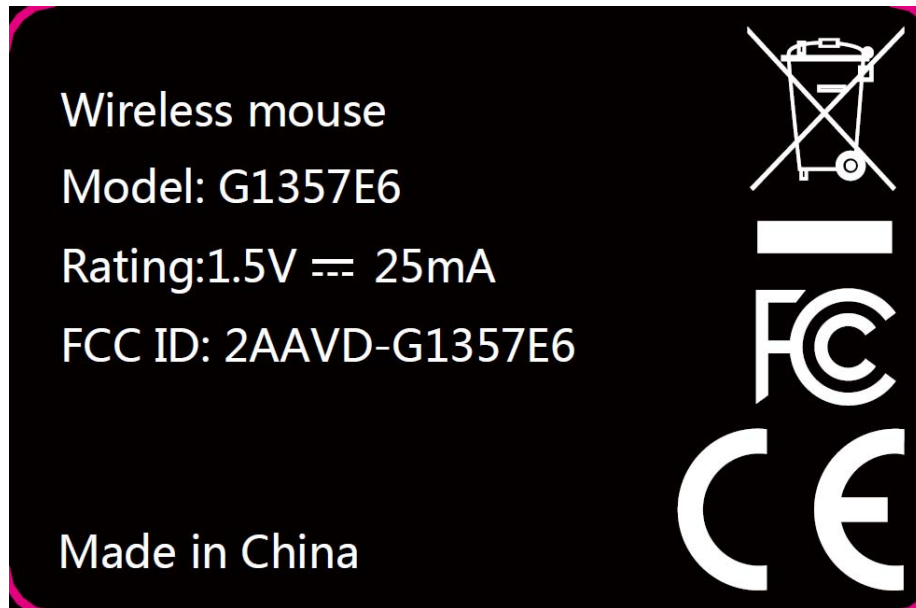 Wireless mouse
Model: G1357E6
Rating:1.5V ⎓ 25mA
FCC ID: 2AAVD-G1357E6
FC
CE
Made in China